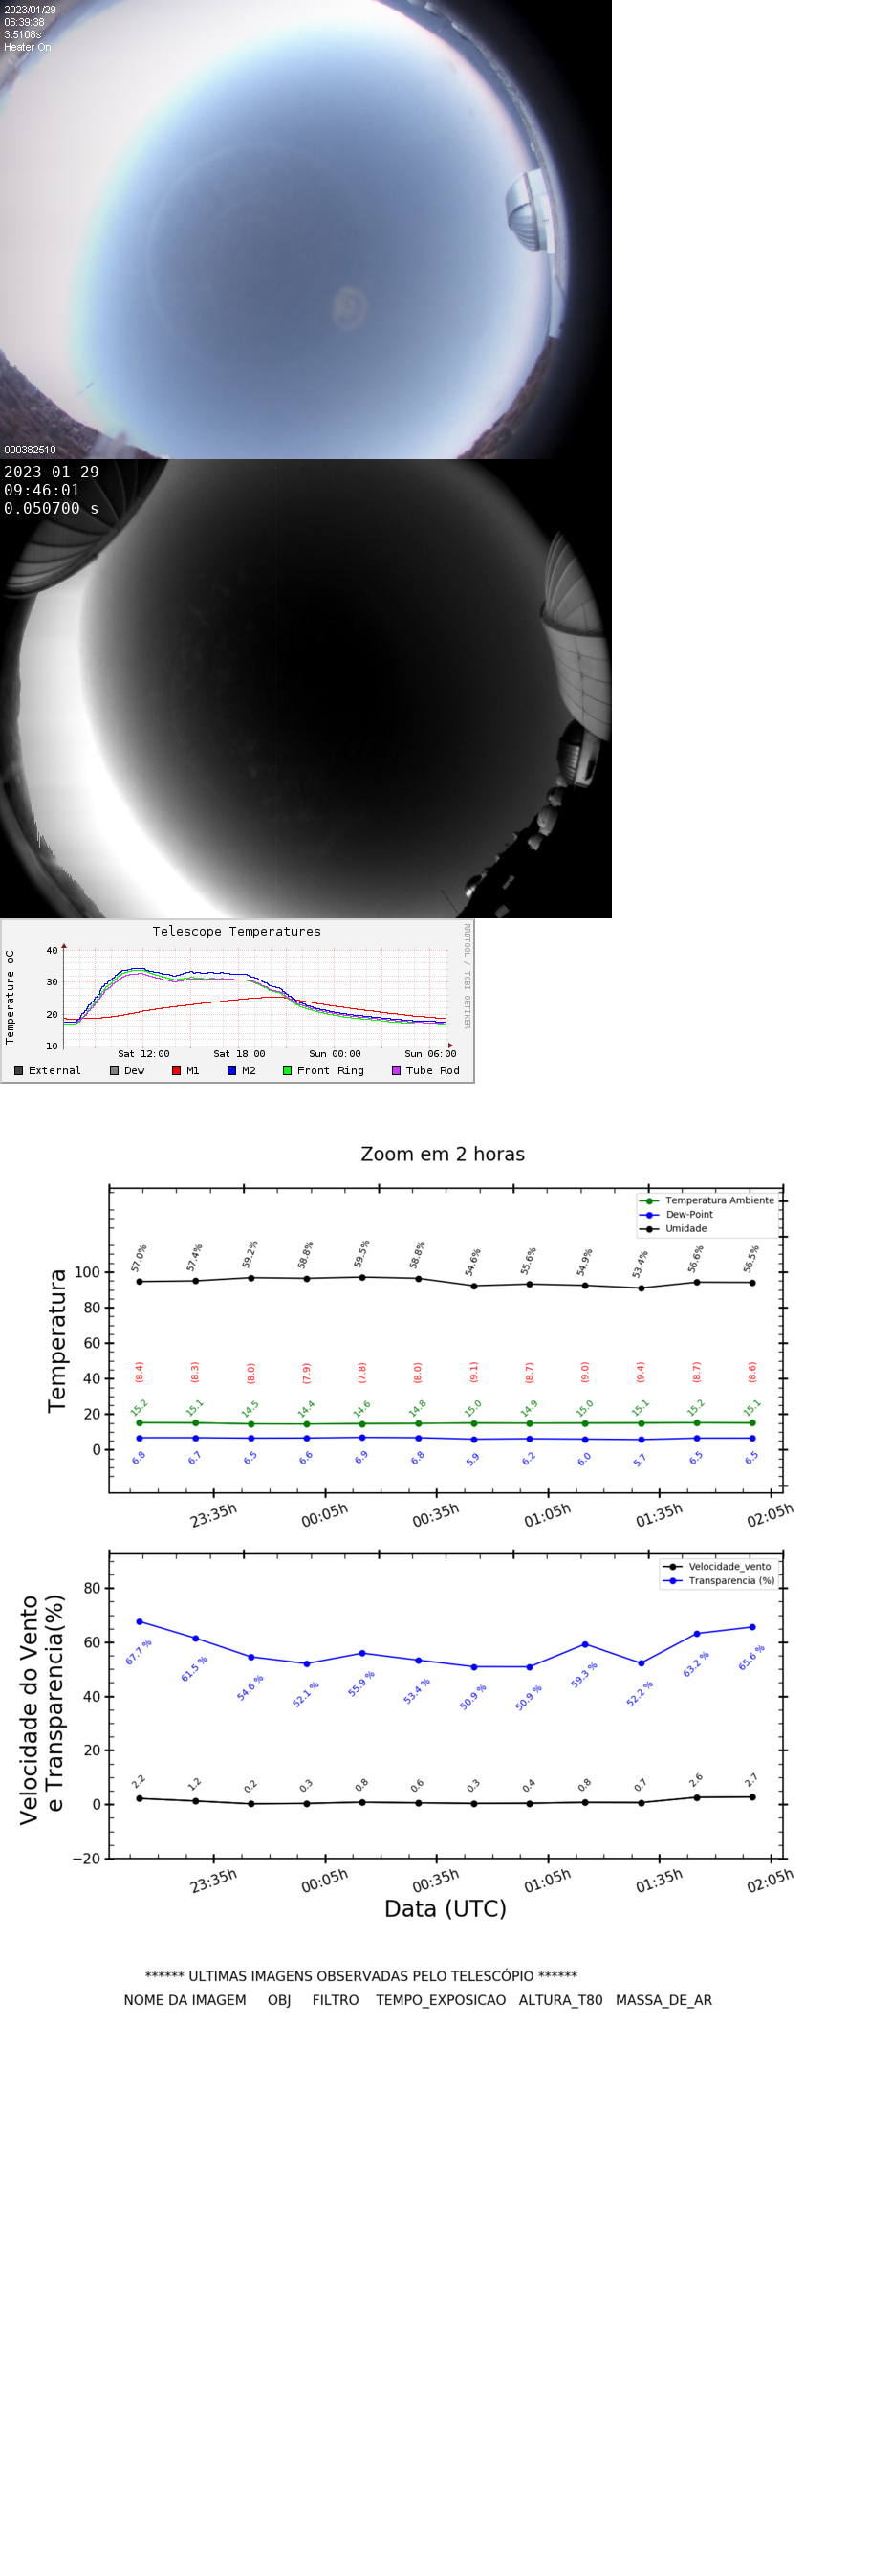 2023/01/29
06:39:38
3.5108s
Heater On
000382510
2023-01-29
09:46:01
0.050700 s
Telescope Temperatures
RRDTOOL / TOBI OETIKER
Temperature oC
40
30
20
10
Sat 12:00 Sat 18:00 Sun 00:00 Sun 06:00
External Dew M1 M2 Front Ring Tube Rod
Zoom em 2 horas
Temperatura Ambiente
Dew-Point
Umidade
Temperatura
100
80
60
40
20
0
57.0% 57.4% 59.2% 58.8% 59.5% 58.8% 54.6% 55.6% 54.9% 53.4% 56.6% 56.5%
(8.4) (8.3) (8.0) (7.9) (7.8) (8.0) (9.1) (8.7) (9.0) (9.4) (8.7) (8.6)
15.2 15.1 14.5 14.4 14.6 14.8 15.0 14.9 15.0 15.1 15.2 15.1
6.8 6.7 6.5 6.6 6.9 6.8 5.9 6.2 6.0 5.7 6.5 6.5
23:35h 00:05h 00:35h 01:05h 01:35h 02:05h
Velocidade_vento
Transparencia (%)
Velocidade do Vento
e Transparencia(%)
80
60
40
20
0
−20
67.7 % 61.5 % 54.6 % 52.1 % 55.9 % 53.4 % 50.9 % 50.9 % 59.3 % 52.2 % 63.2 % 65.6 %
2.2 1.2 0.2 0.3 0.8 0.6 0.3 0.4 0.8 0.7 2.6 2.7
23:35h 00:05h 00:35h 01:05h 01:35h 02:05h
Data (UTC)
****** ULTIMAS IMAGENS OBSERVADAS PELO TELESCÓPIO ******
NOME DA IMAGEM OBJ FILTRO TEMPO_EXPOSICAO ALTURA_T80 MASSA_DE_AR